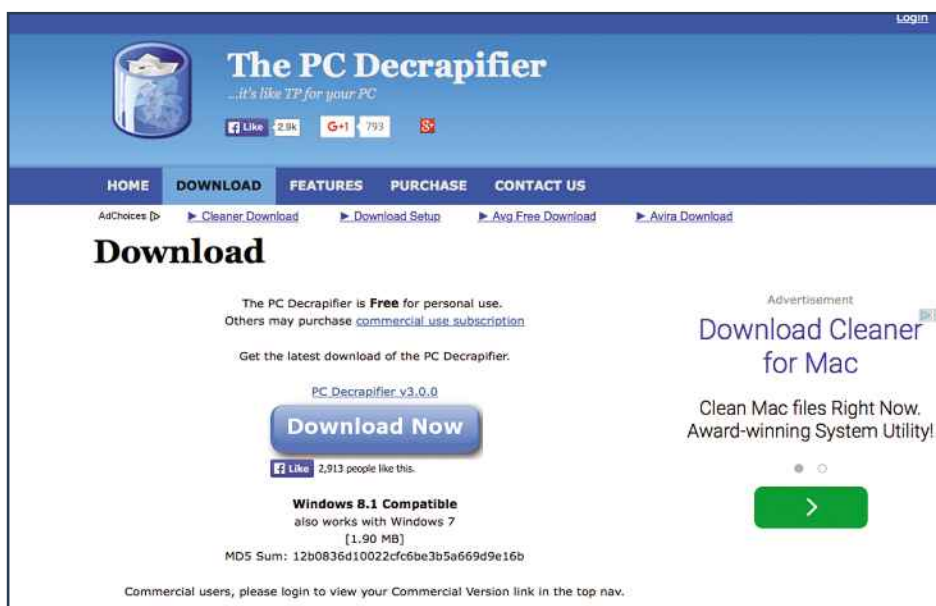 Login
The PC Decrapifier
...it's like TP for your PC
Like 2.9k G+1 793
HOME DOWNLOAD FEATURES PURCHASE CONTACT US
AdChoices ▶ Cleaner Download ▶ Download Setup ▶ Avg Free Download ▶ Avira Download
Download
The PC Decrapifier is Free for personal use.
Others may purchase commercial use subscription
Get the latest download of the PC Decrapifier.
PC Decrapifier v3.0.0
Download Now
Like 2,913 people like this.
Windows 8.1 Compatible
also works with Windows 7
[1.90 MB]
MD5 Sum: 12b0836d10022cfc6be3b5a669d9e16b
Commercial users, please login to view your Commercial Version link in the top nav.
Advertisement
Download Cleaner
for Mac
Clean Mac files Right Now.
Award-winning System Utility!